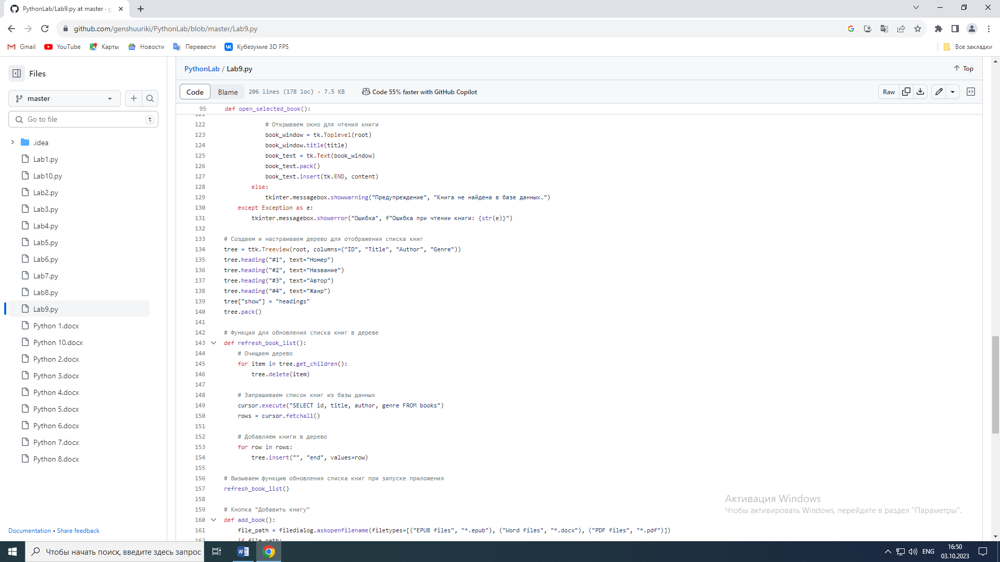 PythonLab/Lab9.py at master · g
github.com/genshuuriki/PythonLab/blob/master/Lab9.py
Gmail YouTube Карты Новости Перевести Кубезумие 3D FPS Все закладки
Files
master
Go to file t
.idea
Lab1.py
Lab10.py
Lab2.py
Lab3.py
Lab4.py
Lab5.py
Lab6.py
Lab7.py
Lab8.py
Lab9.py
Python 1.docx
Python 10.docx
Python 2.docx
Python 3.docx
Python 4.docx
Python 5.docx
Python 6.docx
Python 7.docx
Python 8.docx
Documentation • Share feedback
PythonLab / Lab9.py
Top
Code Blame 206 lines (178 loc) · 7.5 KB Code 55% faster with GitHub Copilot Raw
95 def open_selected_book():
121
122 # Открываем окно для чтения книги
123 book_window = tk.Toplevel(root)
124 book_window.title(title)
125 book_text = tk.Text(book_window)
126 book_text.pack()
127 book_text.insert(tk.END, content)
128 else:
129 tkinter.messagebox.showwarning("Предупреждение", "Книга не найдена в базе данных.")
130 except Exception as e:
131 tkinter.messagebox.showerror("Ошибка", f"Ошибка при чтении книги: {str(e)}")
132
133 # Создаем и настраиваем дерево для отображения списка книг
134 tree = ttk.Treeview(root, columns=("ID", "Title", "Author", "Genre"))
135 tree.heading("#1", text="Номер")
136 tree.heading("#2", text="Название")
137 tree.heading("#3", text="Автор")
138 tree.heading("#4", text="Жанр")
139 tree["show"] = "headings"
140 tree.pack()
141
142 # Функция для обновления списка книг в дереве
143 def refresh_book_list():
144 # Очищаем дерево
145 for item in tree.get_children():
146 tree.delete(item)
147
148 # Запрашиваем список книг из базы данных
149 cursor.execute("SELECT id, title, author, genre FROM books")
150 rows = cursor.fetchall()
151
152 # Добавляем книги в дерево
153 for row in rows:
154 tree.insert("", "end", values=row)
155
156 # Вызываем функцию обновления списка книг при запуске приложения
157 refresh_book_list()
158
159 # Кнопка "Добавить книгу"
160 def add_book():
161 file_path = filedialog.askopenfilename(filetypes=[("EPUB files", "*.epub"), ("Word files", "*.docx"), ("PDF files", "*.pdf")])
162 if file_path:
Активация Windows
Чтобы активировать Windows, перейдите в раздел "Параметры".
Чтобы начать поиск, введите здесь запрос
ENG
16:50
03.10.2023